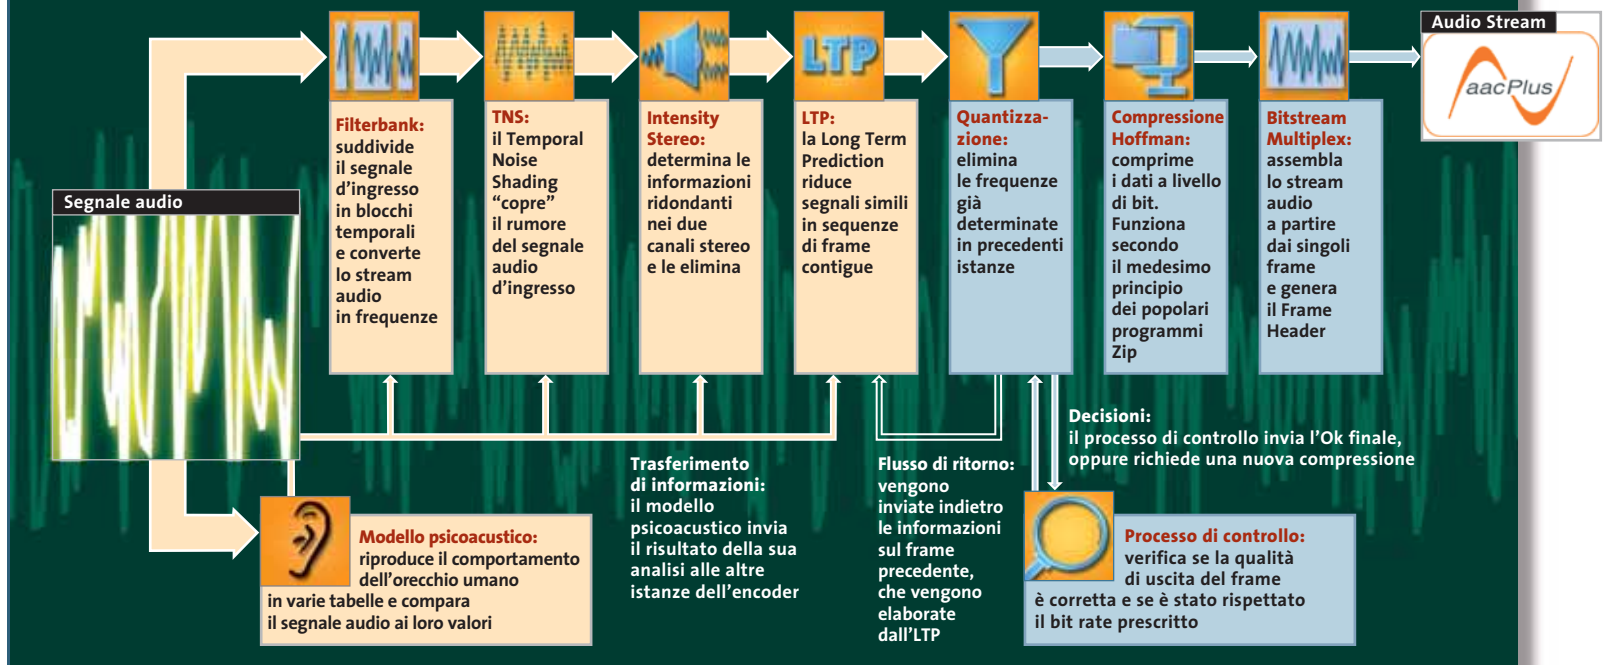 Segnale audio
LTP
Audio Stream
aacPlus
Filterbank:
suddivide
il segnale
d’ingresso
in blocchi
temporali
e converte
lo stream
audio
in frequenze
TNS:
il Temporal
Noise
Shading
“copre”
il rumore
del segnale
audio
d’ingresso
Intensity
Stereo:
determina le
informazioni
ridondanti
nei due
canali stereo
e le elimina
LTP:
la Long Term
Prediction
riduce
segnali simili
in sequenze
di frame
contigue
Quantizza-
zione:
elimina
le frequenze
già
determinate
in precedenti
istanze
Compressione
Hoffman:
comprime
i dati a livello
di bit.
Funziona
secondo
il medesimo
principio
dei popolari
programmi
Zip
Bitstream
Multiplex:
assembla
lo stream
audio
a partire
dai singoli
frame
e genera
il Frame
Header
Modello psicoacustico:
riproduce il comportamento
dell’orecchio umano
in varie tabelle e compara
il segnale audio ai loro valori
Trasferimento
di informazioni:
il modello
psicoacustico invia
il risultato della sua
analisi alle altre
istanze dell’encoder
Flusso di ritorno:
vengono
inviate indietro
le informazioni
sul frame
precedente,
che vengono
elaborate
dall’LTP
Decisioni:
il processo di controllo invia l’Ok finale,
oppure richiede una nuova compressione
Processo di controllo:
verifica se la qualità
di uscita del frame
è corretta e se è stato rispettato
il bit rate prescritto